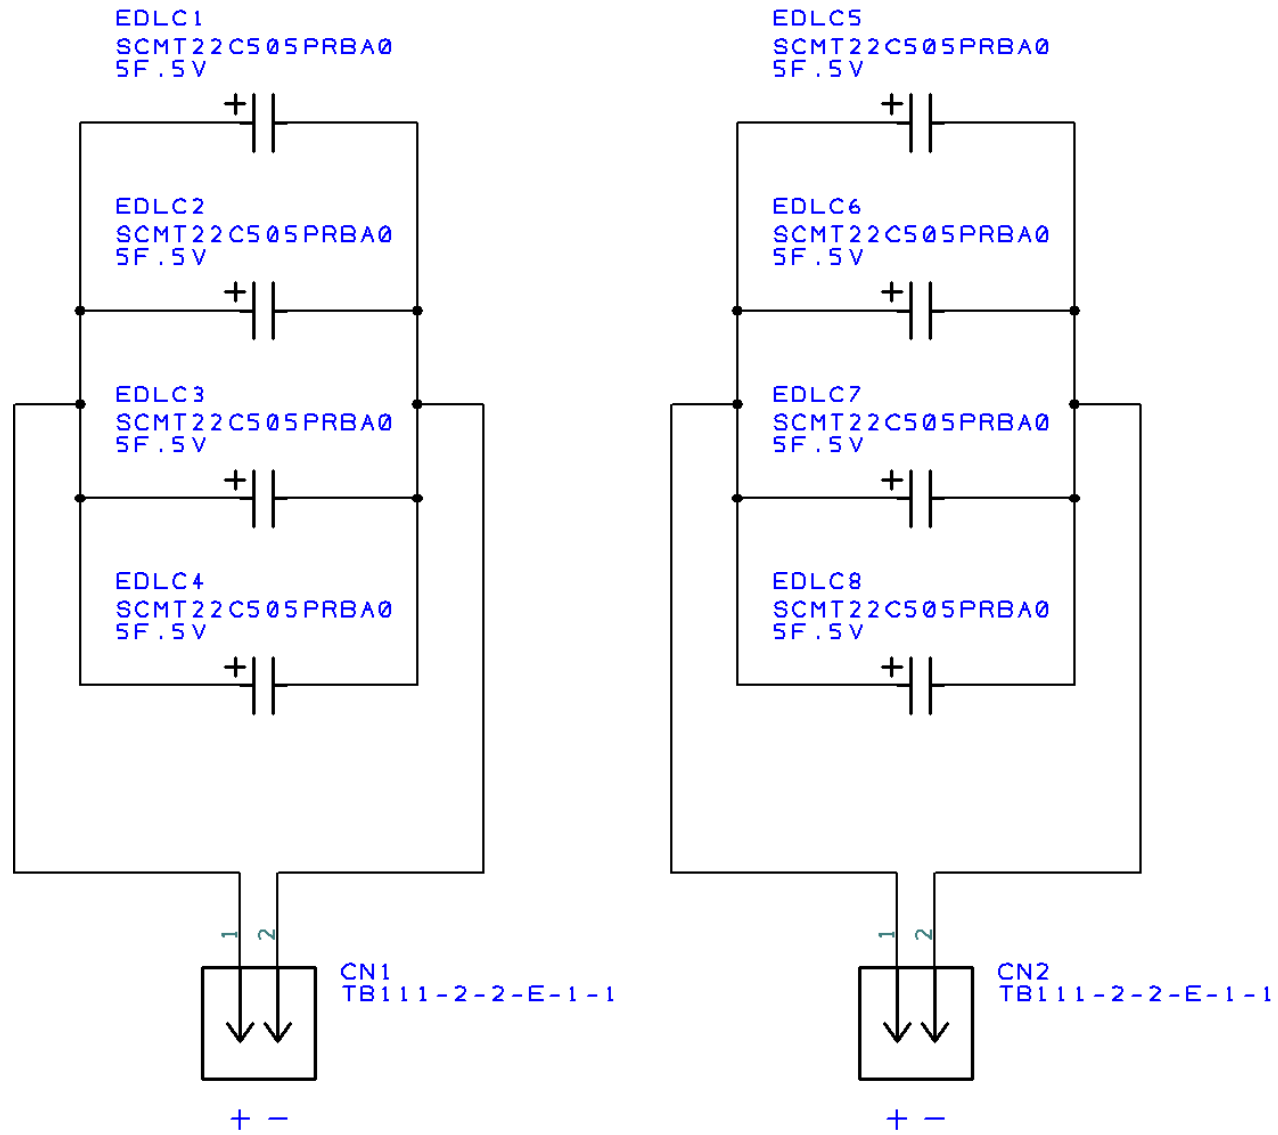 EDLC1
SCMT22C505PRBA0
5F.5V
+
EDLC2
SCMT22C505PRBA0
5F.5V
+
EDLC3
SCMT22C505PRBA0
5F.5V
+
EDLC4
SCMT22C505PRBA0
5F.5V
+
1 2
CN1
TB111-2-2-E-1-1
+ -
EDLC5
SCMT22C505PRBA0
5F.5V
+
EDLC6
SCMT22C505PRBA0
5F.5V
+
EDLC7
SCMT22C505PRBA0
5F.5V
+
EDLC8
SCMT22C505PRBA0
5F.5V
+
1 2
CN2
TB111-2-2-E-1-1
+ -